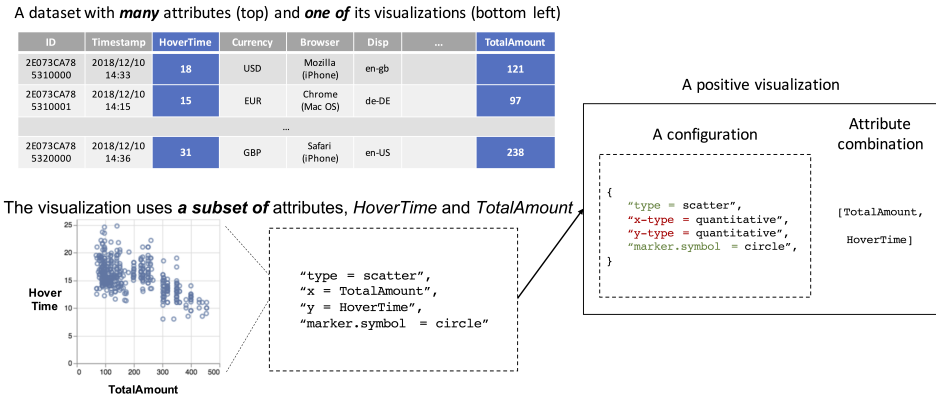 A dataset with many attributes (top) and one of its visualizations (bottom left)
ID Timestamp HoverTime Currency Browser Disp ... TotalAmount
2E073CA78 5310000 2018/12/10 14:33 18 USD Mozilla (iPhone) en-gb 121
2E073CA78 5310001 2018/12/10 14:15 15 EUR Chrome (Mac OS) de-DE 97
...
2E073CA78 5320000 2018/12/10 14:36 31 GBP Safari (iPhone) en-US 238
The visualization uses a subset of attributes, HoverTime and TotalAmount
25
20
15
10
5
0
Hover
Time
0 100 200 300 400 500
TotalAmount
“type = scatter”,
“x = TotalAmount”,
“y = HoverTime”,
“marker.symbol = circle”
A positive visualization
A configuration
{
“type = scatter”,
“x-type = quantitative”,
“y-type = quantitative”,
“marker.symbol = circle”,
}
Attribute
combination
[TotalAmount,
HoverTime]